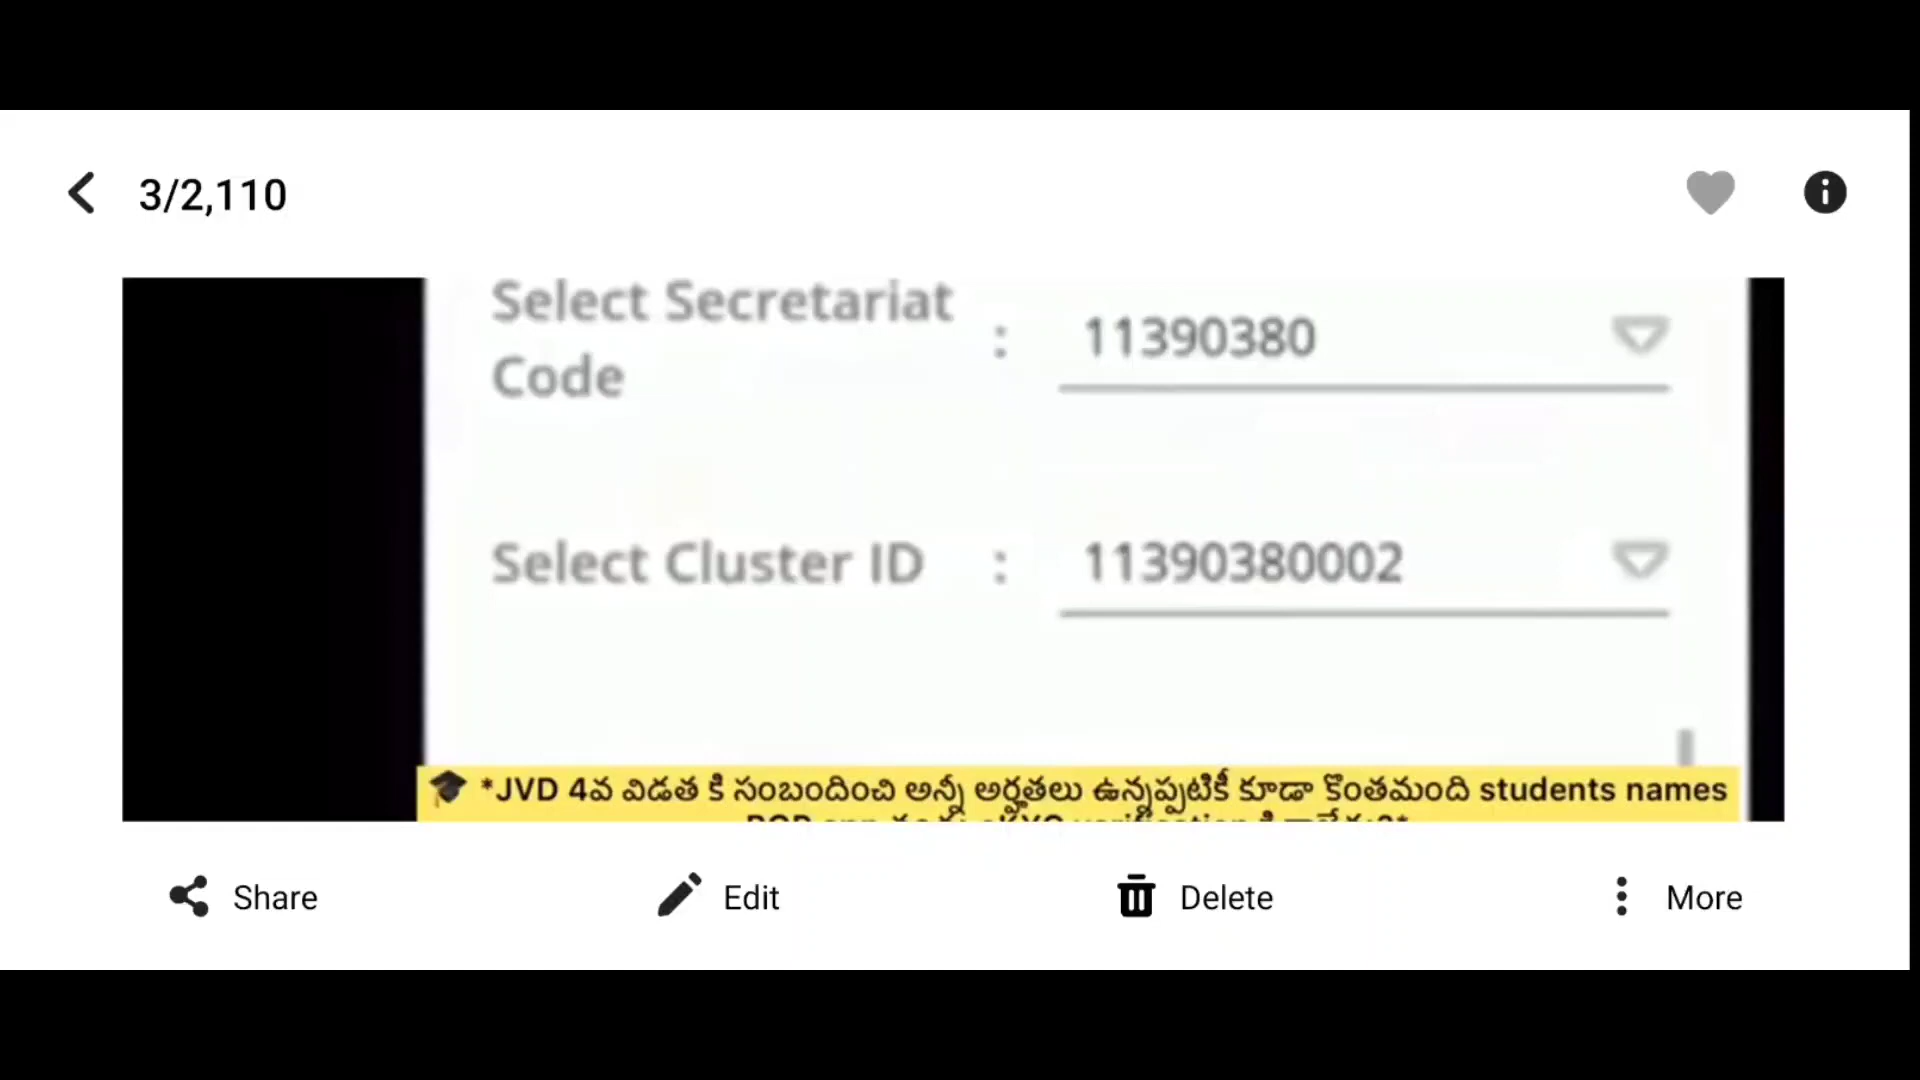 3/2,110
Select Secretariat
Code
:
11390380
Select Cluster ID : 11390380002
*JVD 4వ విడత కి సంబందించి అన్నీ అర్హతలు ఉన్నప్పటికీ కూడా కొంతమంది students names
Share Edit Delete More